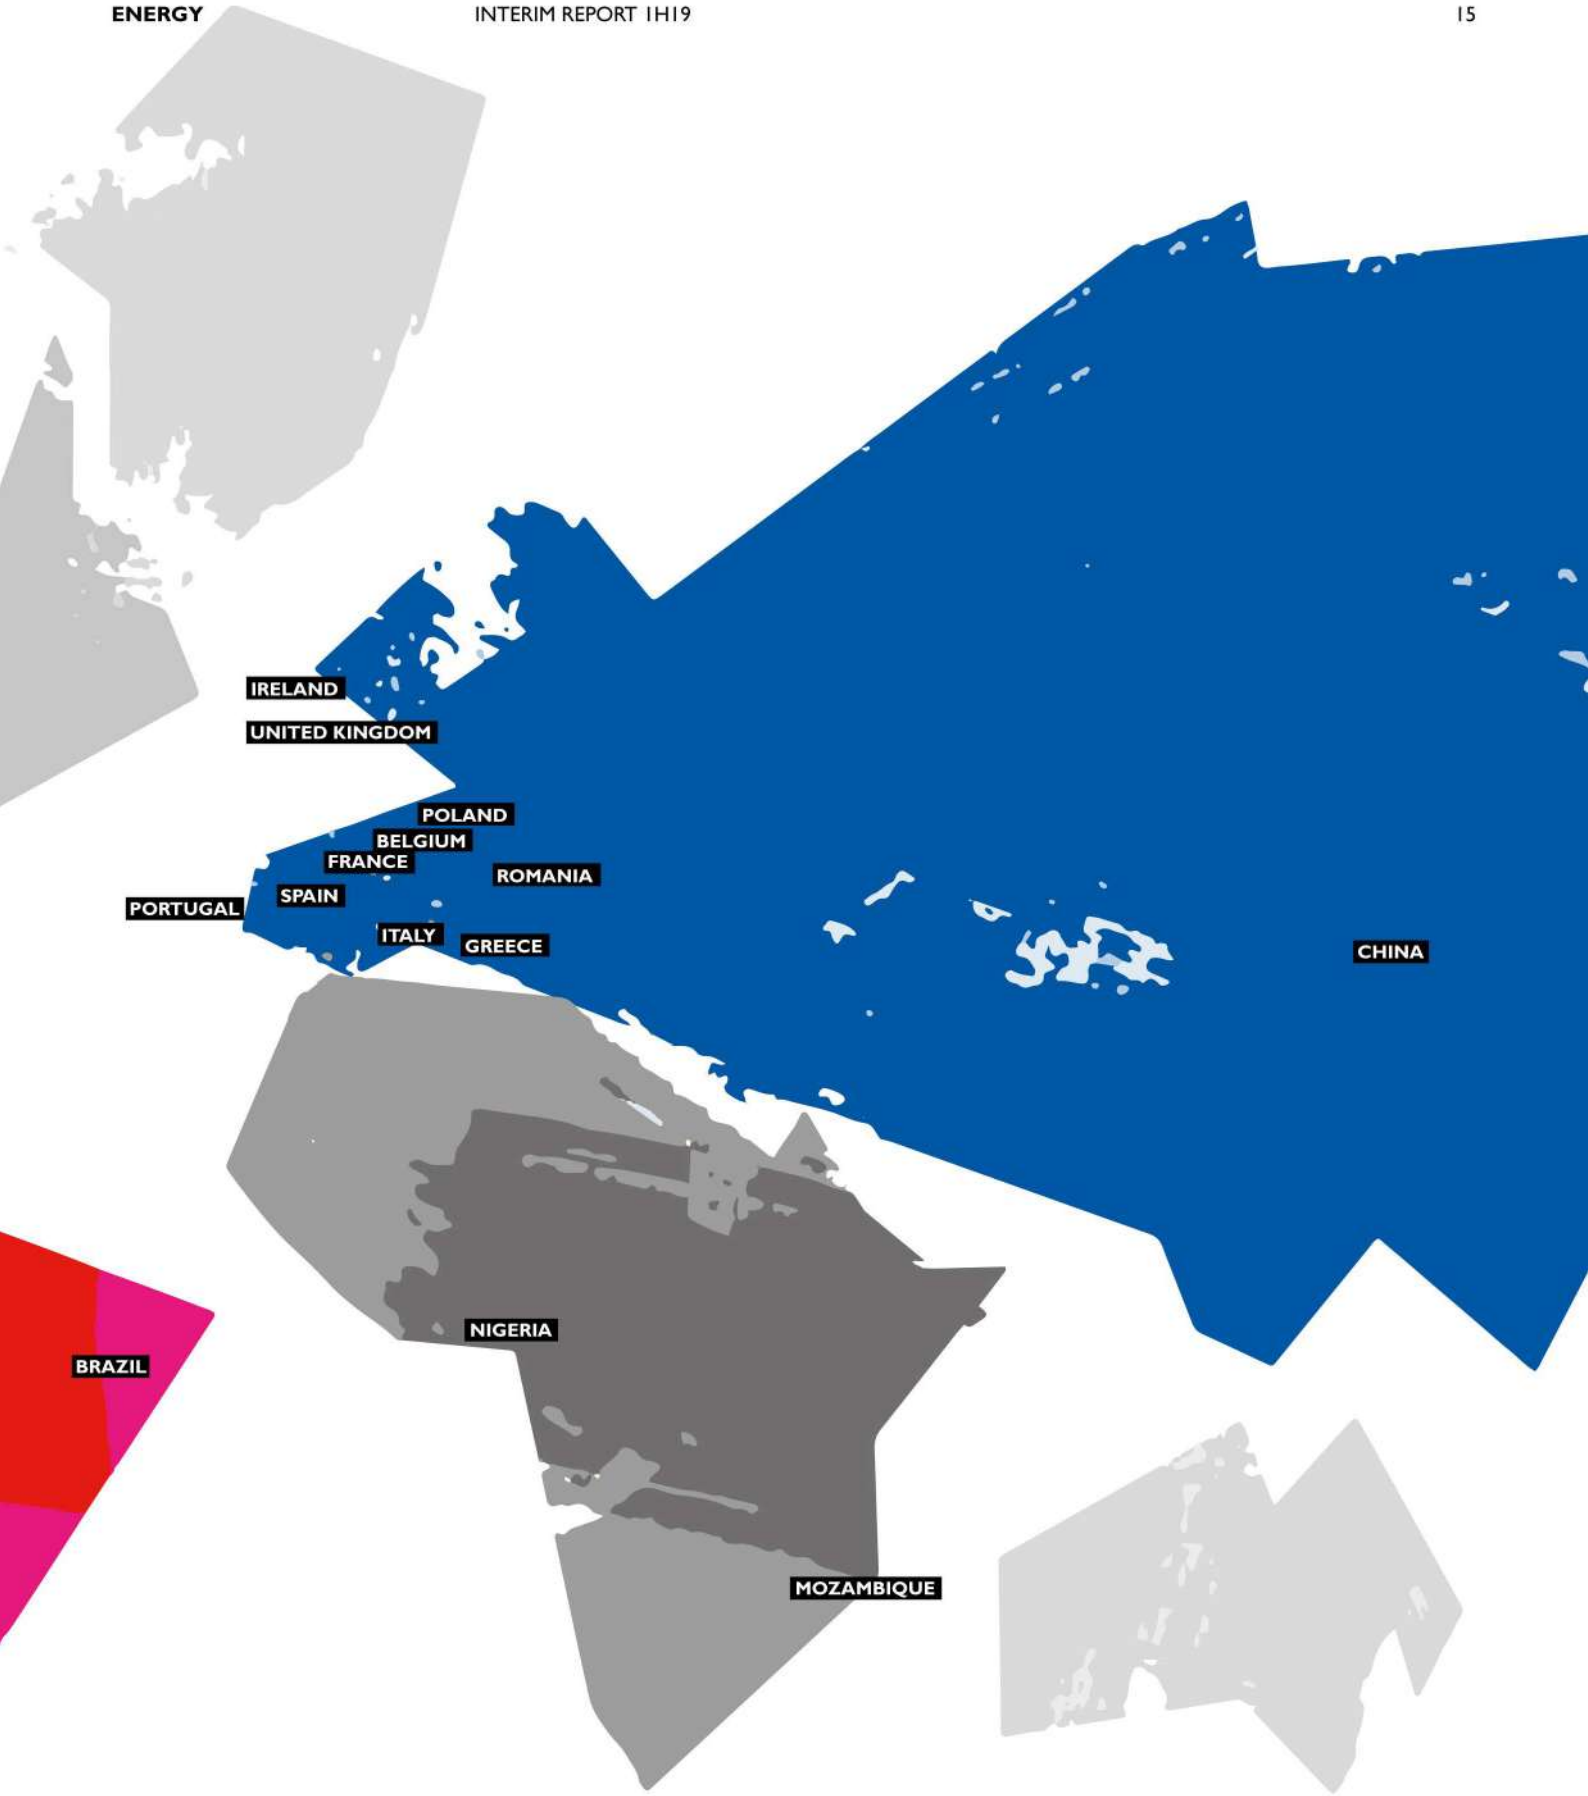 ENERGY INTERIM REPORT 1H19 15
IRELAND
UNITED KINGDOM
POLAND
BELGIUM
FRANCE
ROMANIA
SPAIN
PORTUGAL
ITALY
GREECE
CHINA
NIGERIA
BRAZIL
MOZAMBIQUE